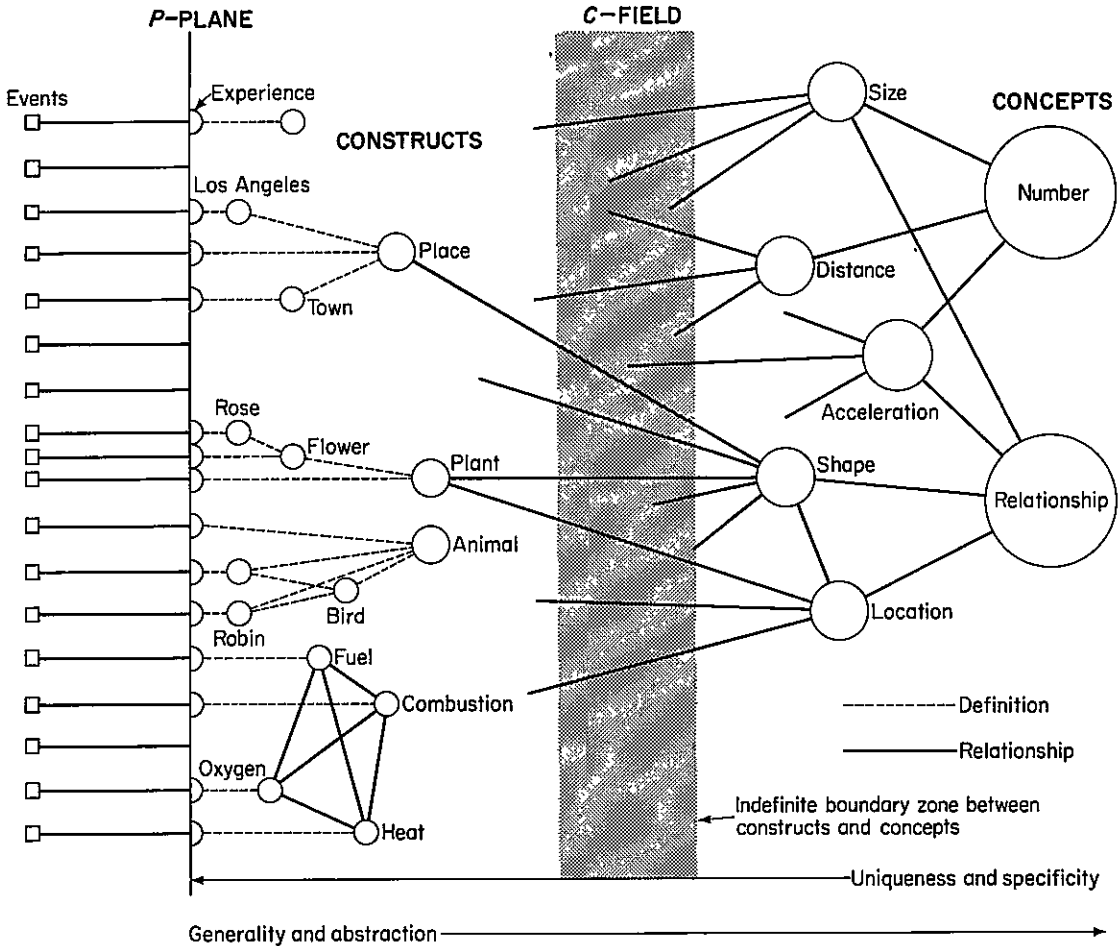 P–PLANE
C–FIELD
Events
Experience
CONSTRUCTS
Size
CONCEPTS
Los Angeles
Number
Place
Distance
Town
Acceleration
Rose
Flower
Plant
Shape
Relationship
Animal
Bird
Robin
Location
Fuel
Combustion
Definition
Relationship
Oxygen
Heat
Indefinite boundary zone between
constructs and concepts
Uniqueness and specificity
Generality and abstraction